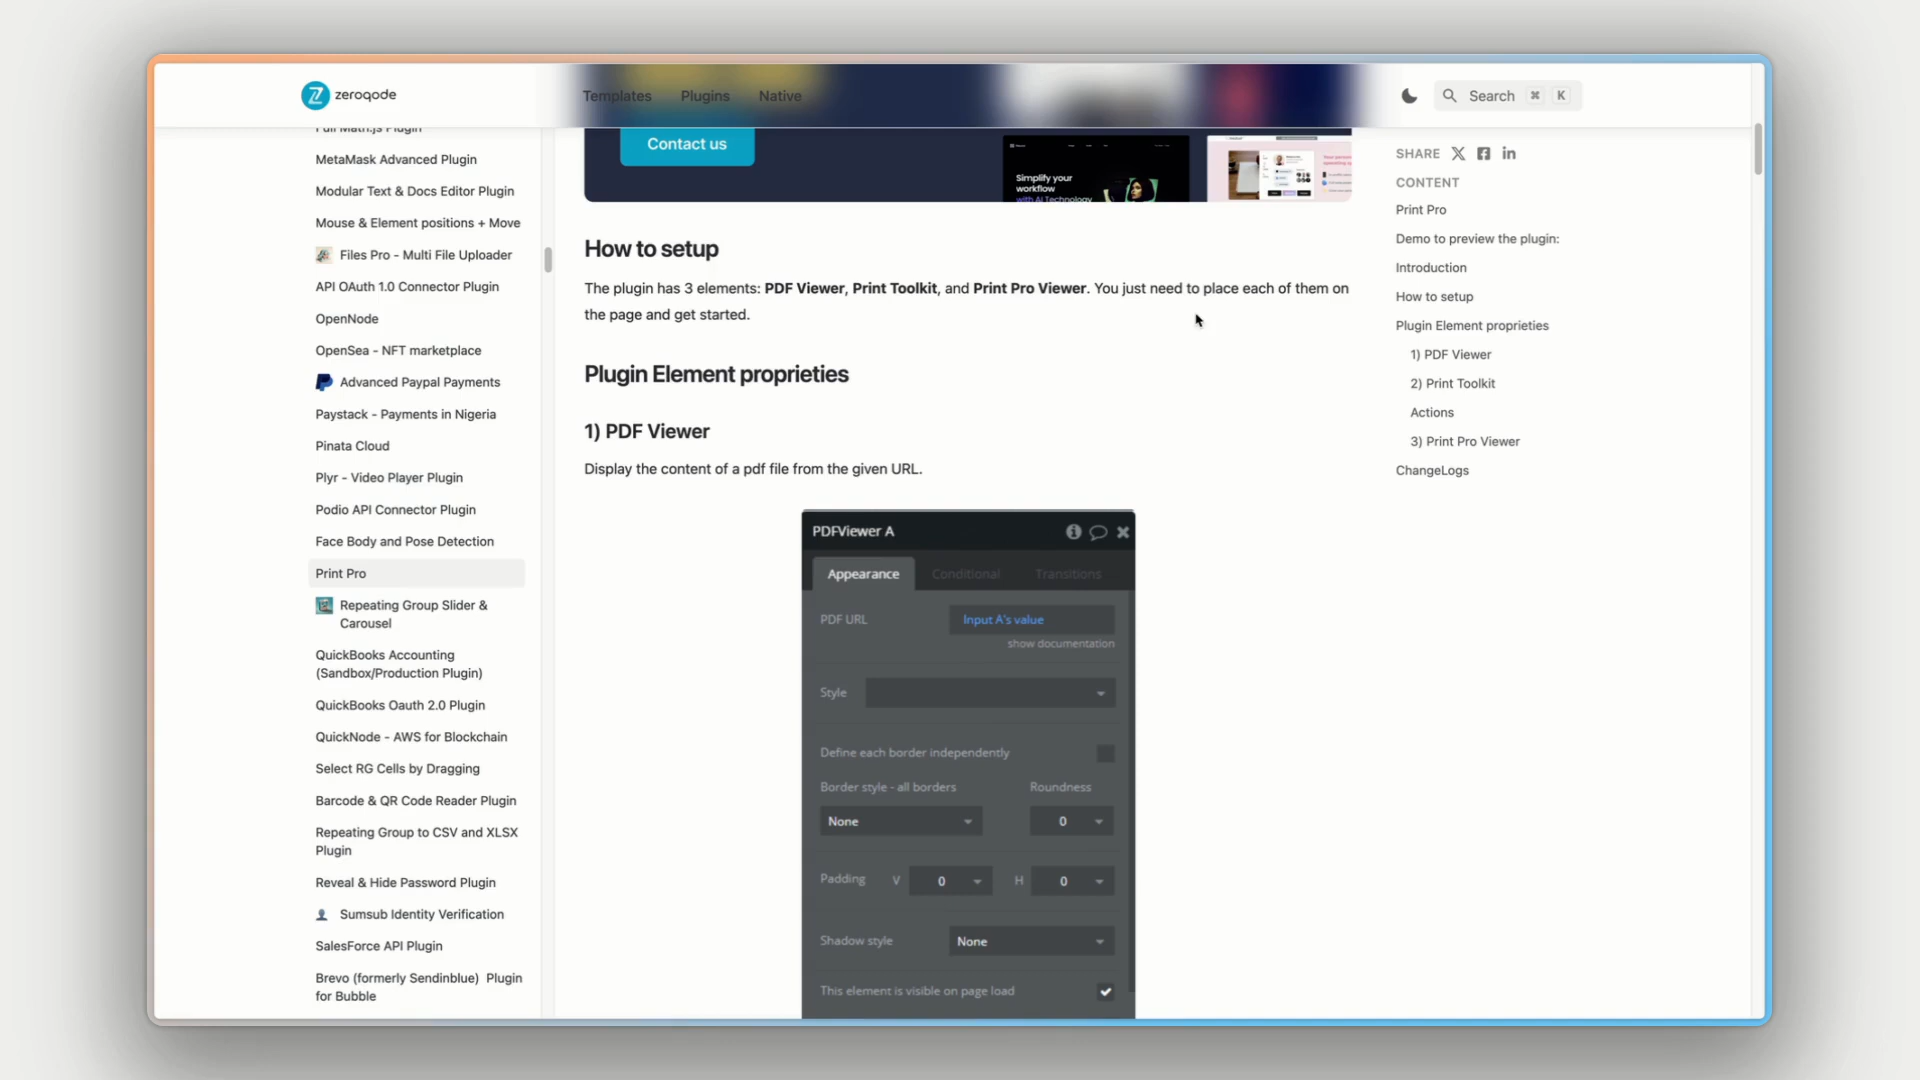 zeroqode
Templates
Plugins
Native
Search ⌘ K
Full Math.js Plugin
MetaMask Advanced Plugin
Modular Text & Docs Editor Plugin
Mouse & Element positions + Move
Files Pro - Multi File Uploader
API OAuth 1.0 Connector Plugin
OpenNode
OpenSea - NFT marketplace
Advanced Paypal Payments
Paystack - Payments in Nigeria
Pinata Cloud
Plyr - Video Player Plugin
Podio API Connector Plugin
Face Body and Pose Detection
Print Pro
Repeating Group Slider &
Carousel
QuickBooks Accounting
(Sandbox/Production Plugin)
QuickBooks Oauth 2.0 Plugin
QuickNode - AWS for Blockchain
Select RG Cells by Dragging
Barcode & QR Code Reader Plugin
Repeating Group to CSV and XLSX
Plugin
Reveal & Hide Password Plugin
Sumsub Identity Verification
SalesForce API Plugin
Brevo (formerly Sendinblue) Plugin
for Bubble
Contact us
Simplify your
workflow
with AI Technology
How to setup
The plugin has 3 elements: PDF Viewer, Print Toolkit, and Print Pro Viewer. You just need to place each of them on
the page and get started.
Plugin Element proprieties
1) PDF Viewer
Display the content of a pdf file from the given URL.
PDFViewer A
Appearance
Conditional
Transitions
PDF URL
Input A's value
show documentation
Style
Define each border independently
Border style - all borders
Roundness
None
0
Padding V 0 H 0
Shadow style
None
This element is visible on page load
SHARE
CONTENT
Print Pro
Demo to preview the plugin:
Introduction
How to setup
Plugin Element proprieties
1) PDF Viewer
2) Print Toolkit
Actions
3) Print Pro Viewer
ChangeLogs